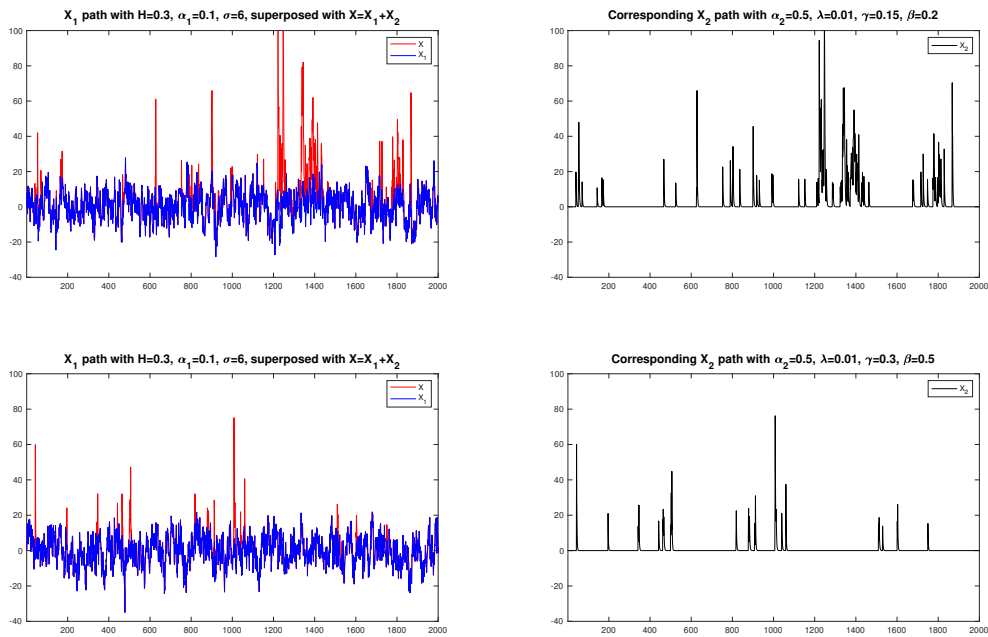 X₁ path with H=0.3, α₁=0.1, σ=6, superposed with X=X₁+X₂
100
80
60
40
20
0
-20
-40
200 400 600 800 1000 1200 1400 1600 1800 2000
X
X₁
Corresponding X₂ path with α₂=0.5, λ=0.01, γ=0.15, β=0.2
100
80
60
40
20
0
-20
-40
200 400 600 800 1000 1200 1400 1600 1800 2000
X₂
X₁ path with H=0.3, α₁=0.1, σ=6, superposed with X=X₁+X₂
100
80
60
40
20
0
-20
-40
200 400 600 800 1000 1200 1400 1600 1800 2000
X
X₁
Corresponding X₂ path with α₂=0.5, λ=0.01, γ=0.3, β=0.5
100
80
60
40
20
0
-20
-40
200 400 600 800 1000 1200 1400 1600 1800 2000
X₂